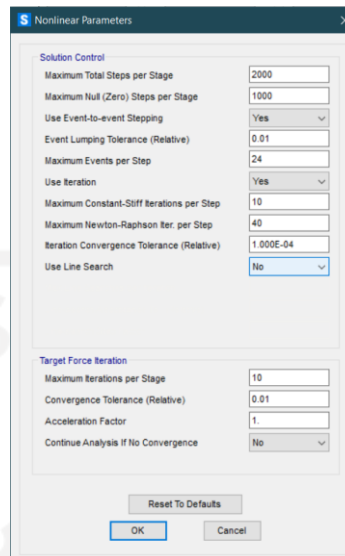 S Nonlinear Parameters
Solution Control
Maximum Total Steps per Stage 2000
Maximum Null (Zero) Steps per Stage 1000
Use Event-to-event Stepping Yes
Event Lumping Tolerance (Relative) 0.01
Maximum Events per Step 24
Use Iteration Yes
Maximum Constant-Stiff Iterations per Step 10
Maximum Newton-Raphson Iter. per Step 40
Iteration Convergence Tolerance (Relative) 1.000E-04
Use Line Search No
Target Force Iteration
Maximum Iterations per Stage 10
Convergence Tolerance (Relative) 0.01
Acceleration Factor 1.
Continue Analysis If No Convergence No
Reset To Defaults
OK Cancel